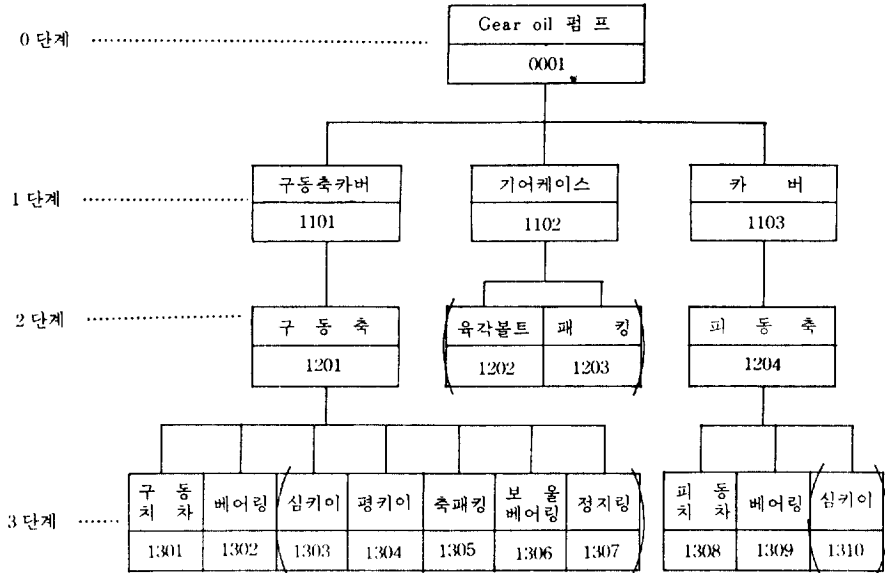 Gear oil 펌 프
0 단계
0001
구동축카버
기어케이스
카 버
1 단계
1101
1102
1103
2 단계
구 동 축
육각볼트
패 킹
피 동 축
1201
1202
1203
1204
구 동
치 차
베어링
심키이
평키이
축패킹
보 울
베어링
정지링
피 동
치 차
베어링
심키이
3 단계
1301
1302
1303
1304
1305
1306
1307
1308
1309
1310